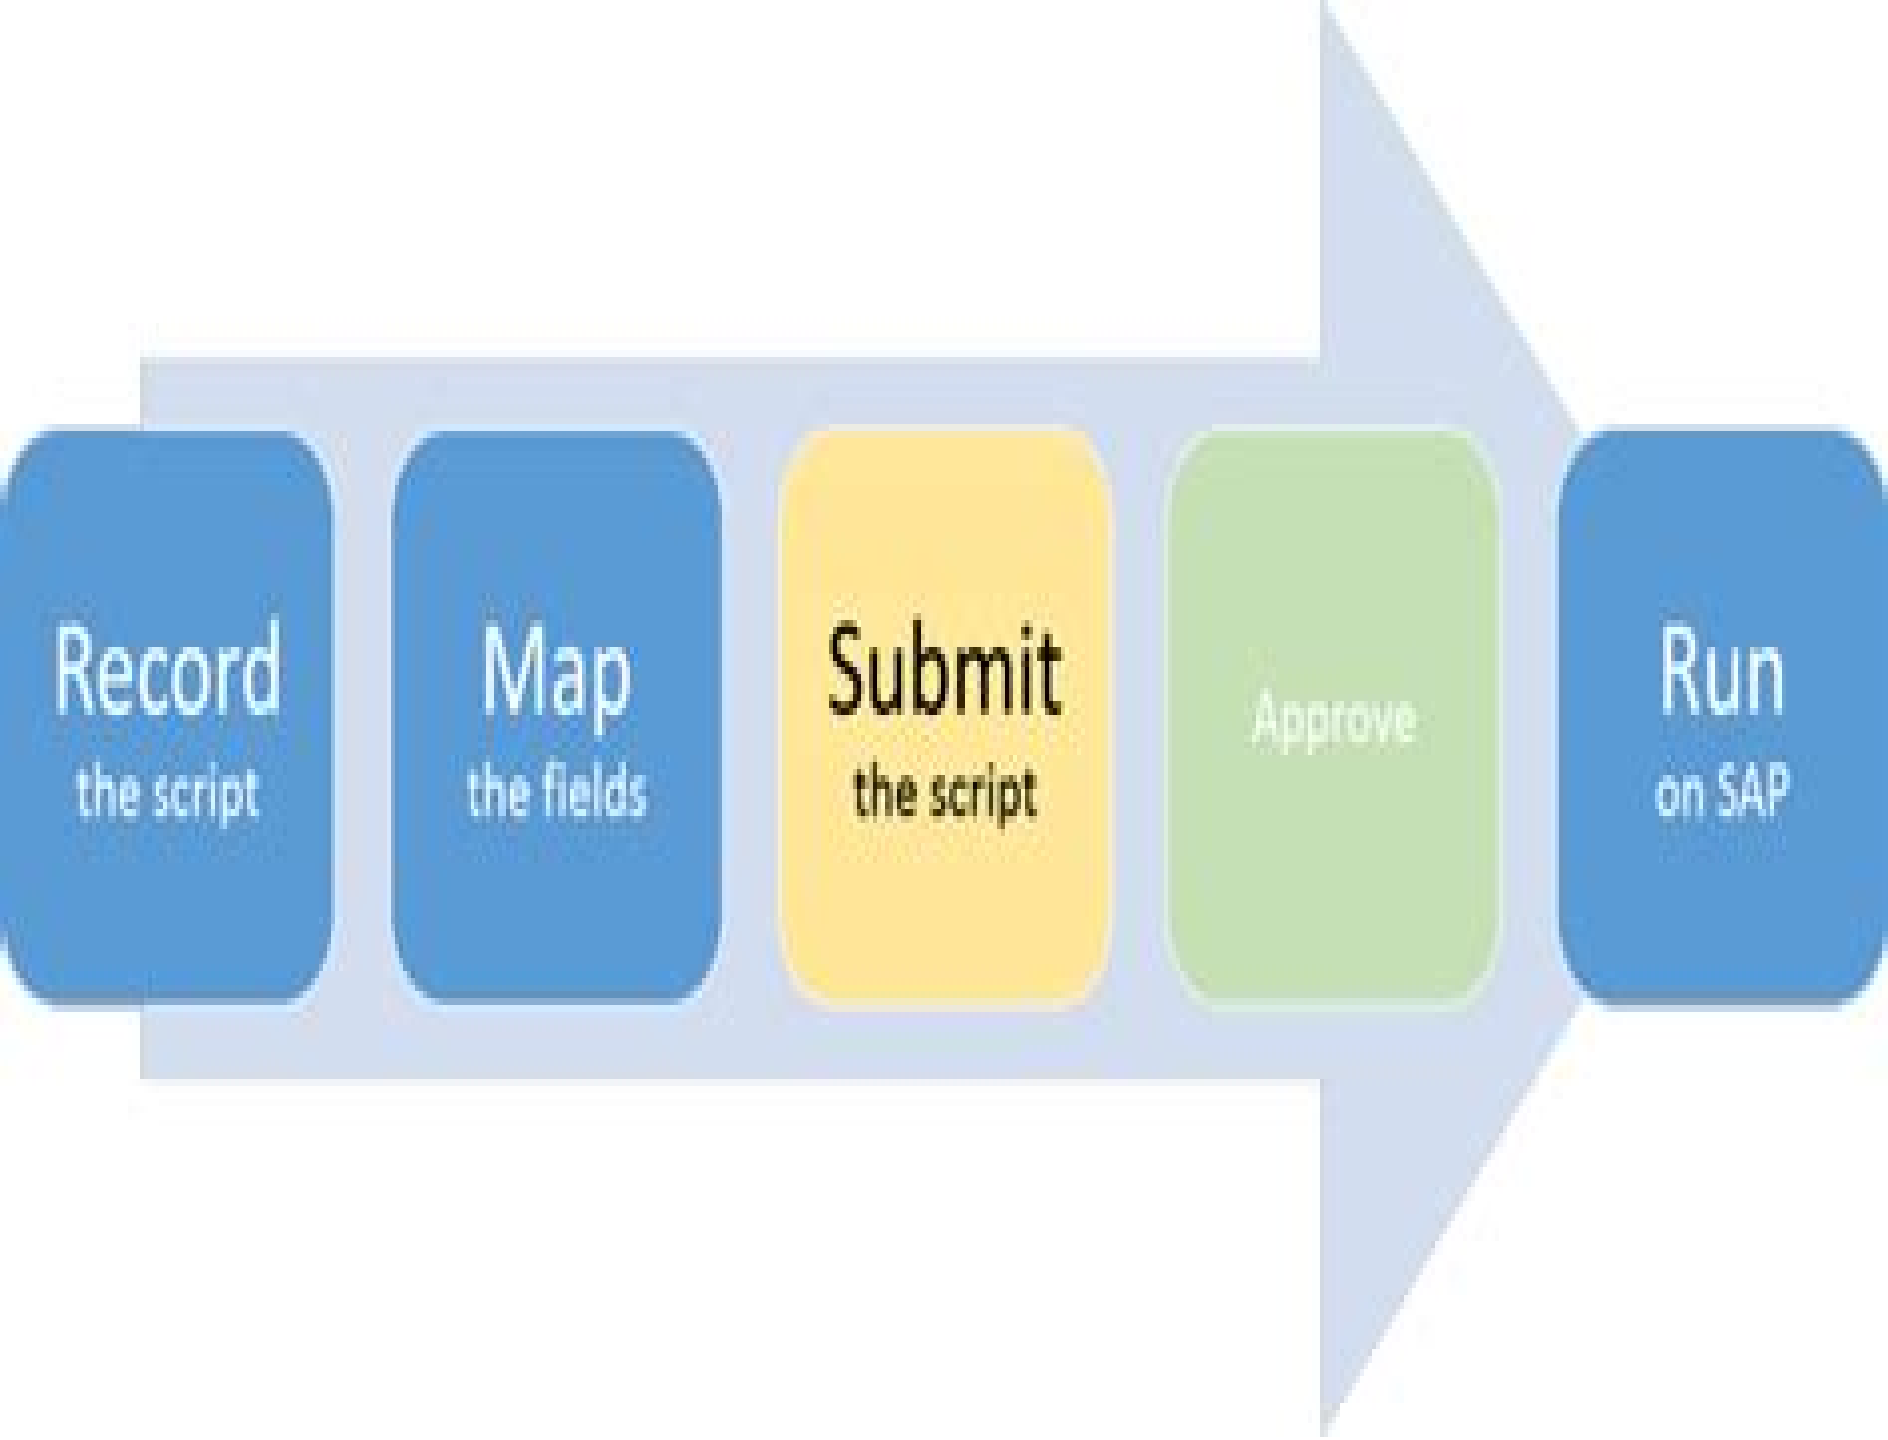 Record
the script
Map
the fields
Submit
the script
Approve
Run
on SAP